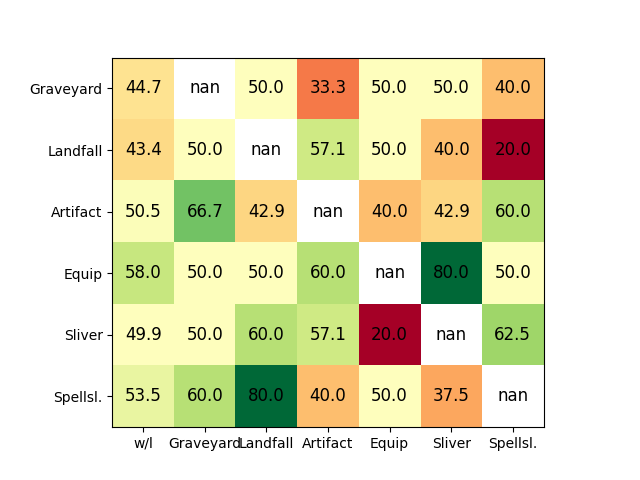 Graveyard 44.7 nan 50.0 33.3 50.0 50.0 40.0
Landfall 43.4 50.0 nan 57.1 50.0 40.0 20.0
Artifact 50.5 66.7 42.9 nan 40.0 42.9 60.0
Equip 58.0 50.0 50.0 60.0 nan 80.0 50.0
Sliver 49.9 50.0 60.0 57.1 20.0 nan 62.5
Spellsl. 53.5 60.0 80.0 40.0 50.0 37.5 nan
w/l Graveyard Landfall Artifact Equip Sliver Spellsl.